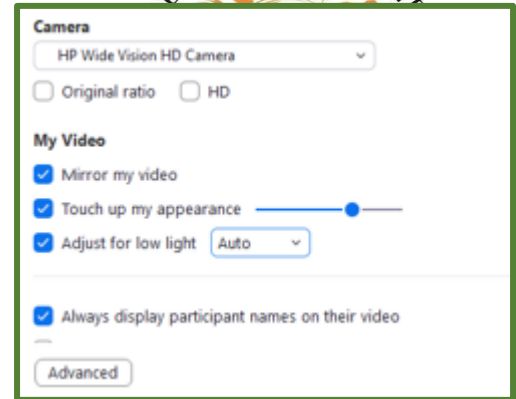 Camera
HP Wide Vision HD Camera
Original ratio HD
My Video
Mirror my video
Touch up my appearance
Adjust for low light Auto
Always display participant names on their video
Advanced